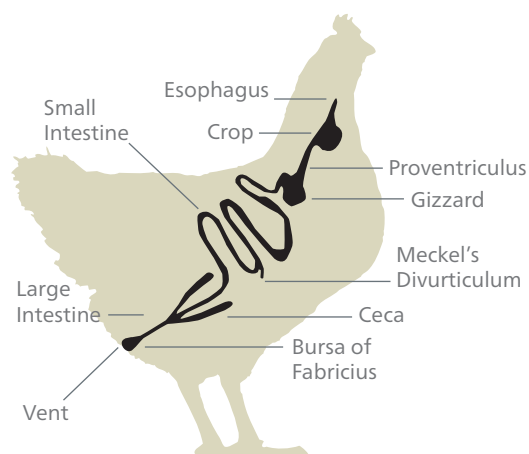 Esophagus
Small
Intestine
Crop
Proventriculus
Gizzard
Meckel's
Divurticulum
Large
Intestine
Ceca
Bursa of
Fabricius
Vent